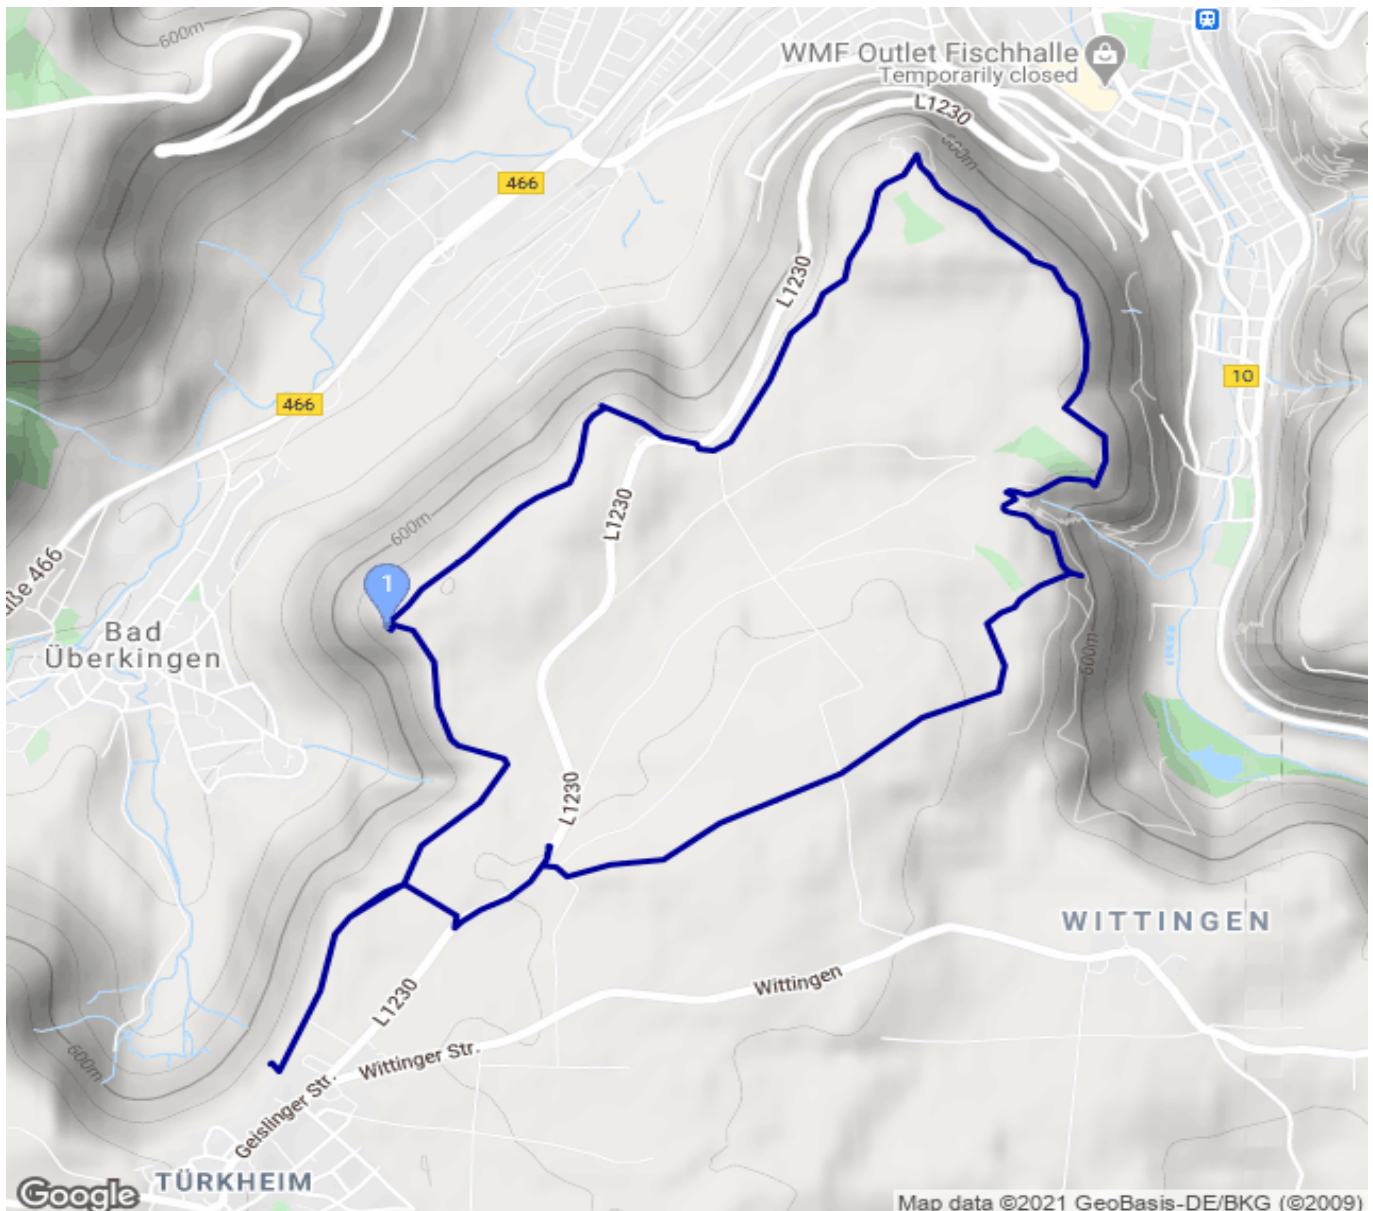 600m
WMF Outlet Fischhalle
Temporarily closed
L1230
600m
466
L1230
10
466
L1230
600m
1
Bad
Überkingen
600m
L1230
WITTINGEN
Wittingen
L1230
Wittinger Str.
600m
Geislinger Str.
TÜRKHEIM
Google
Map data ©2021 GeoBasis-DE/BKG (©2009)